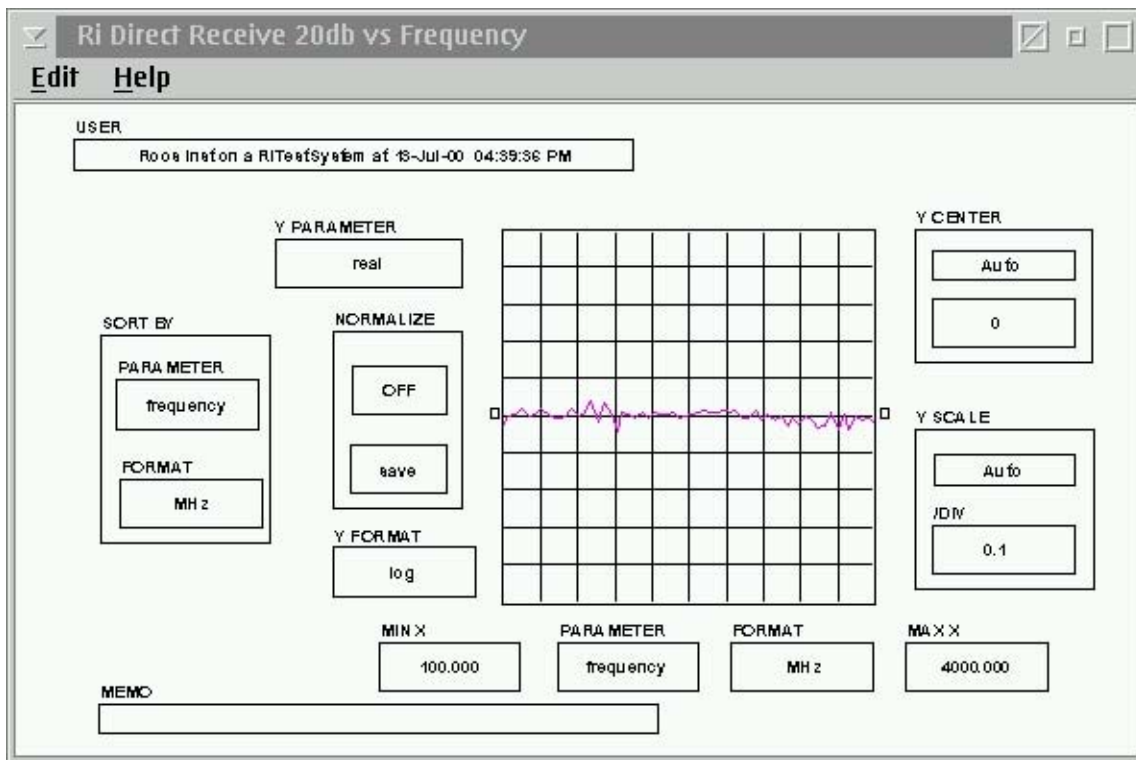 Ri Direct Receive 20db vs Frequency
Edit Help
USER
a RITestSystem at 13-Jul-00 04:39:36 PM
Y PARAMETER
real
Y CENTER
Auto
0
SORT BY
PARAMETER
frequency
FORMAT
MHz
NORMALIZE
OFF
save
Y FORMAT
log
Y SCALE
Auto
/DIV
0.1
MIN X
100.000
PARAMETER
frequency
FORMAT
MHz
MAX X
4000.000
MEMO